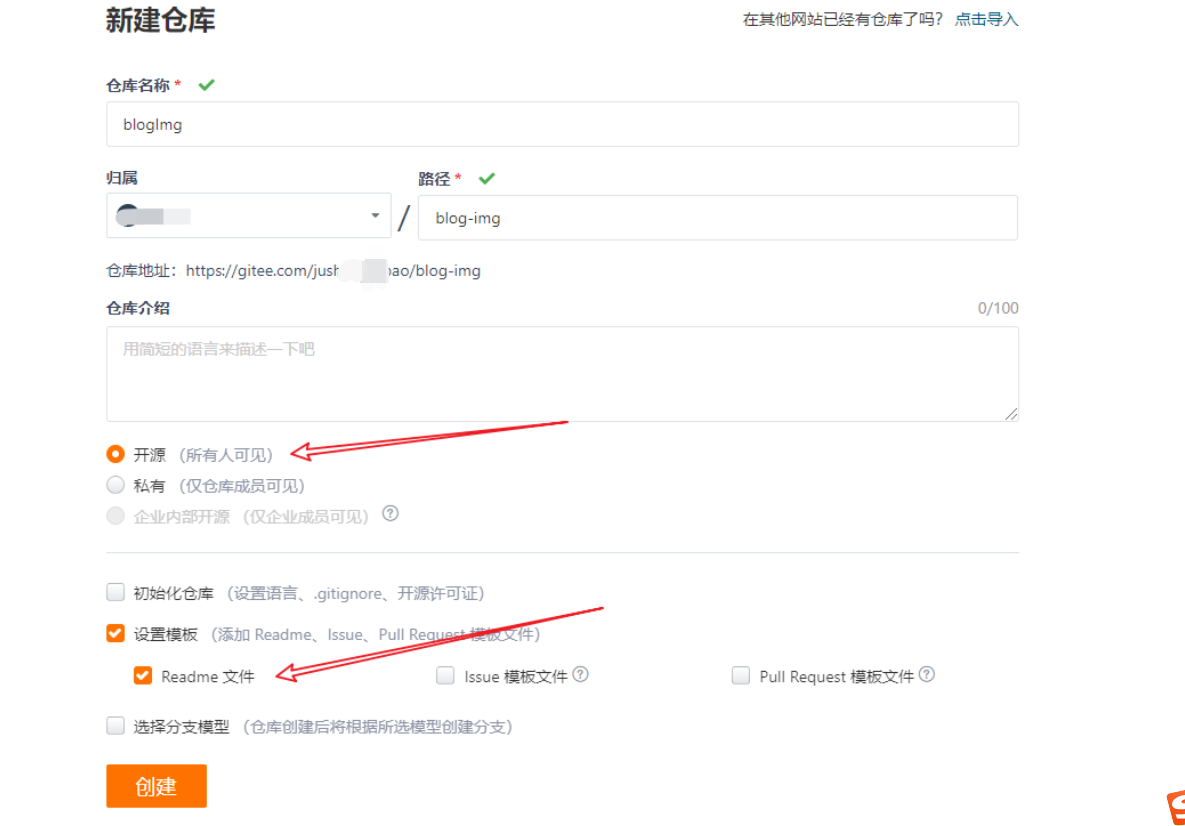 新建仓库
在其他网站已经有仓库了吗? 点击导入
仓库名称 *
blogImg
归属
路径 *
/
blog-img
仓库地址：https://gitee.com/jush ao/blog-img
仓库介绍
0/100
用简短的语言来描述一下吧
开源 (所有人可见)
私有 (仅仓库成员可见)
企业内部开源 (仅企业成员可见) ?
初始化仓库 (设置语言、.gitignore、开源许可证)
设置模板 (添加 Readme、Issue、Pull Request 模板文件)
Readme 文件
Issue 模板文件 ?
Pull Request 模板文件 ?
选择分支模型 (仓库创建后将根据所选模型创建分支)
创建